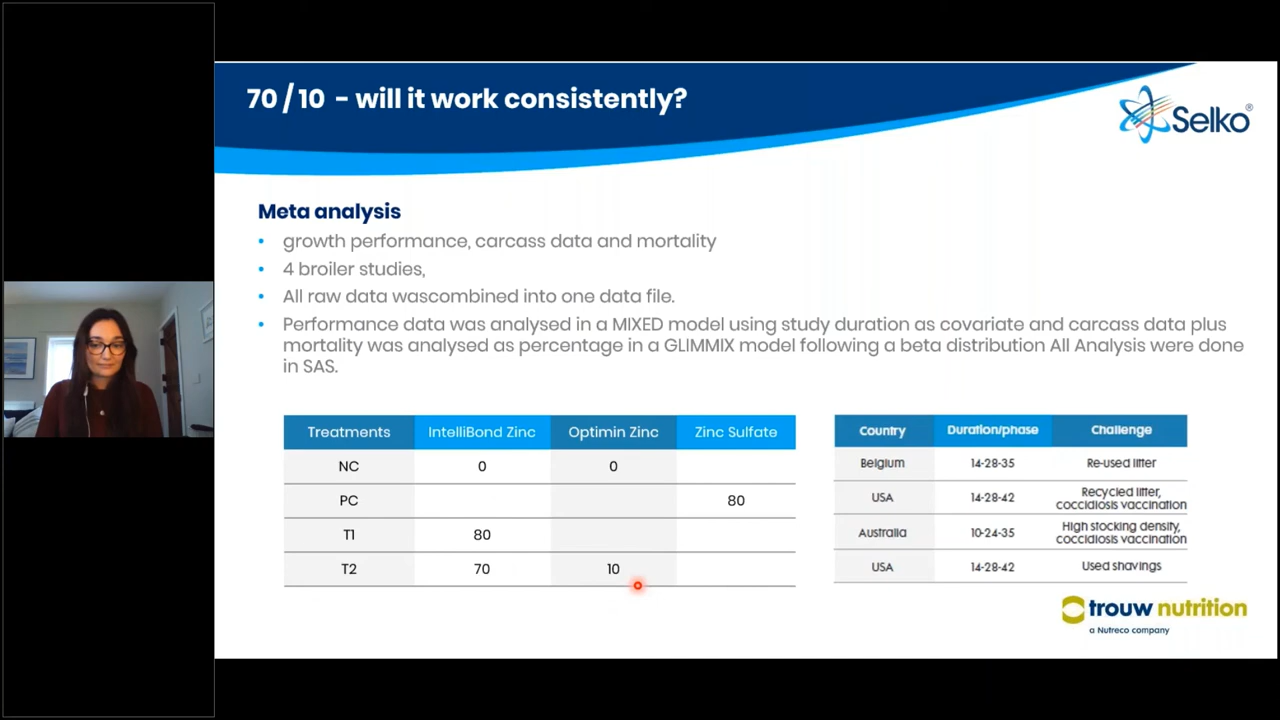 70 / 10 - will it work consistently?
Selko®
Meta analysis
• growth performance, carcass data and mortality
• 4 broiler studies,
• All raw data wascombined into one data file.
• Performance data was analysed in a MIXED model using study duration as covariate and carcass data plus
mortality was analysed as percentage in a GLIMMIX model following a beta distribution All Analysis were done
in SAS.
Treatments IntelliBond Zinc Optimin Zinc Zinc Sulfate
NC 0 0
PC 80
T1 80
T2 70 10
Country Duration/phase Challenge
Belgium 14-28-35 Re-used litter
USA 14-28-42 Recycled litter,
coccidiosis vaccination
Australia 10-24-35 High stocking density,
coccidiosis vaccination
USA 14-28-42 Used shavings
trouw nutrition
a Nutreco company